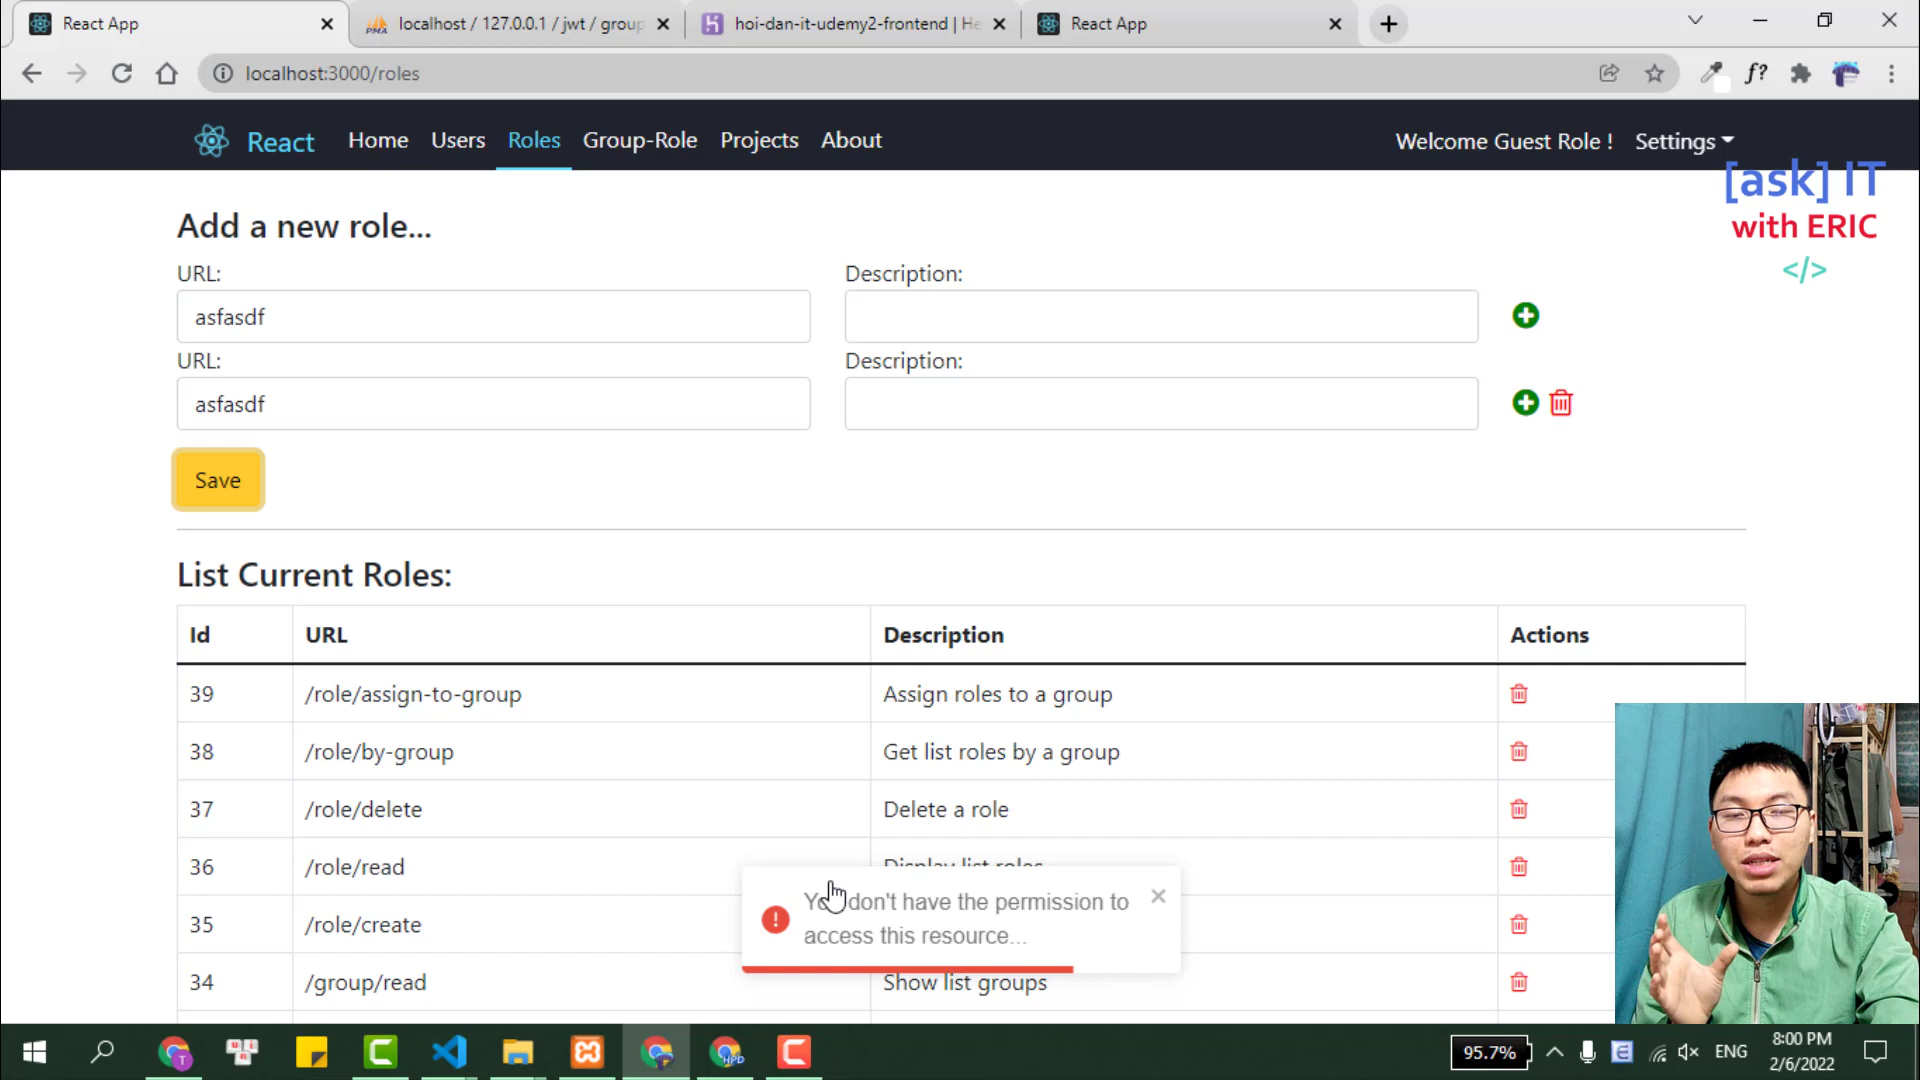 React App
localhost / 127.0.0.1 / jwt / group
hoi-dan-it-udemy2-frontend | He
React App
localhost:3000/roles
f?
React
Home
Users
Roles
Group-Role
Projects
About
Welcome Guest Role !
Settings
[ask] IT
with ERIC
</>
Add a new role...
URL:
Description:
asfasdf
URL:
Description:
asfasdf
Save
List Current Roles:
Id URL Description Actions
39 /role/assign-to-group Assign roles to a group
38 /role/by-group Get list roles by a group
37 /role/delete Delete a role
36 /role/read Display list roles
35 /role/create
34 /group/read Show list groups
You don't have the permission to
access this resource...
95.7%
ENG
8:00 PM
2/6/2022